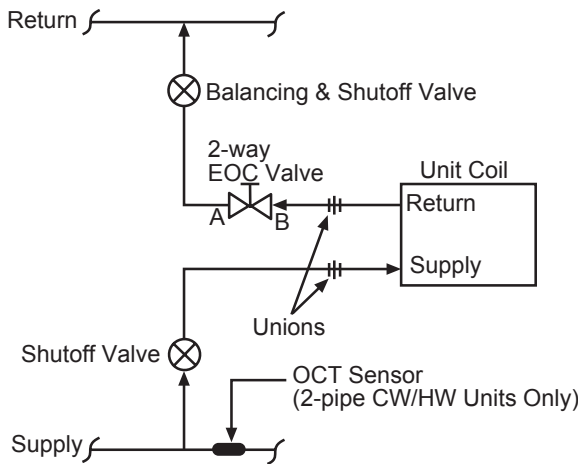 Return
Balancing & Shutoff Valve
2-way
EOC Valve
Unit Coil
A
B
Return
Supply
Unions
Shutoff Valve
OCT Sensor
(2-pipe CW/HW Units Only)
Supply